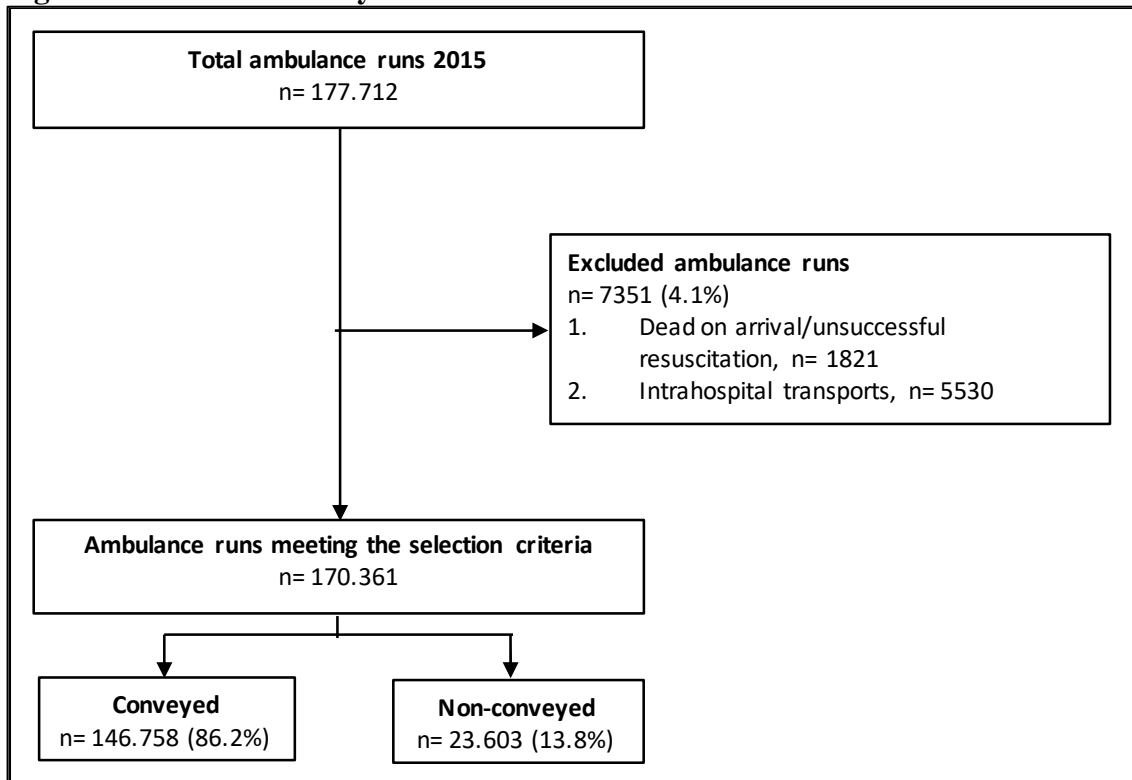 Total ambulance runs 2015
n= 177.712
Excluded ambulance runs
n= 7351 (4.1%)
1. Dead on arrival/unsuccessful
resuscitation, n= 1821
2. Intrahospital transports, n= 5530
Ambulance runs meeting the selection criteria
n= 170.361
Conveyed
n= 146.758 (86.2%)
Non-conveyed
n= 23.603 (13.8%)